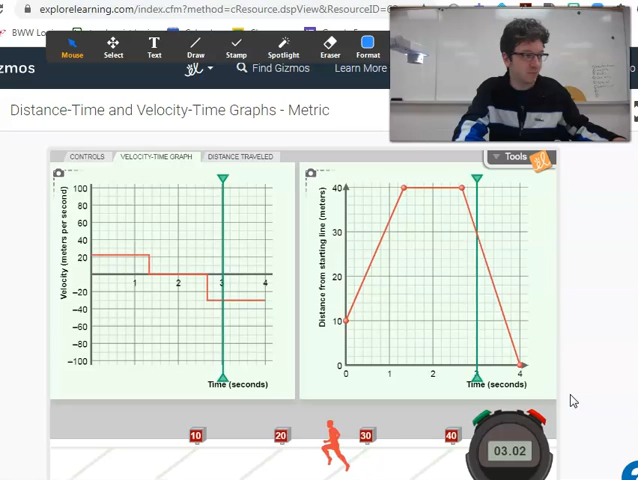 explorelearning.com/index.cfm?method=cResource.dspView&ResourceID=6
Mouse Select Text Draw Stamp Spotlight Eraser Format
izmos Find Gizmos Learn More
Distance-Time and Velocity-Time Graphs - Metric
CONTROLS VELOCITY-TIME GRAPH DISTANCE TRAVELED
Tools
el
Velocity (meters per second)
100
80
60
40
20
−20
−40
−60
−80
−100
1 2 3 4
Time (seconds)
Distance from starting line (meters)
40
30
20
10
0
0 1 2 3 4
Time (seconds)
10 20 30 40
03.02